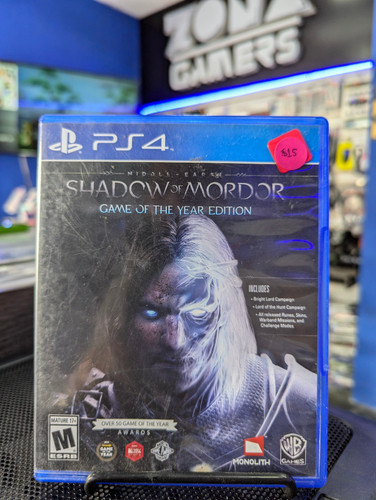 ZONA
GAMERS
PS4
$15
MIDDLE-EARTH
SHADOW OF MORDOR
GAME OF THE YEAR EDITION
INCLUDES
• Bright Lord Campaign
• Lord of the Hunt Campaign
• All released Runes, Skins,
Warband Missions, and
Challenge Modes
MATURE 17+
M
ESRB
OVER 50 GAME OF THE YEAR
AWARDS
MONOLITH
WB
GAMES